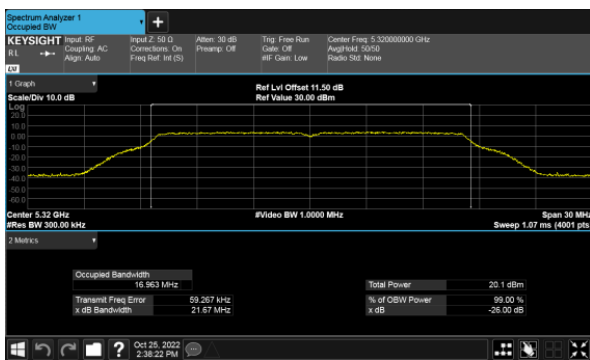 Spectrum Analyzer 1
Occupied BW
KEYSIGHT
RL
LXI
Input: RF
Coupling: AC
Align: Auto
Input Z: 50 Ω
Corrections: On
Freq Ref: Int (S)
Atten: 30 dB
Preamp: Off
Trig: Free Run
Gate: Off
#IF Gain: Low
Center Freq: 5.320000000 GHz
Avg|Hold: 50/50
Radio Std: None
1 Graph
Scale/Div 10.0 dB
Ref Lvl Offset 11.50 dB
Ref Value 30.00 dBm
Log
20.0
10.0
0.00
-10.0
-20.0
-30.0
-40.0
-50.0
-60.0
Center 5.32 GHz
#Res BW 300.00 kHz
#Video BW 1.0000 MHz
Span 30 MHz
Sweep 1.07 ms (4001 pts
2 Metrics
Occupied Bandwidth
16.963 MHz
Transmit Freq Error 59.267 kHz
x dB Bandwidth 21.67 MHz
Total Power 20.1 dBm
% of OBW Power 99.00 %
x dB -26.00 dB
Oct 25, 2022
2:38:22 PM